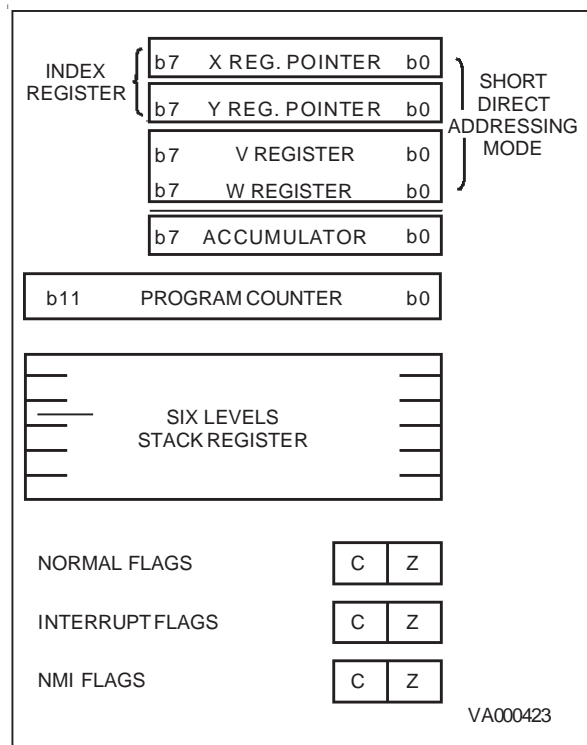 INDEX
REGISTER
b7 X REG. POINTER b0
b7 Y REG. POINTER b0
b7 V REGISTER b0
b7 W REGISTER b0
b7 ACCUMULATOR b0
SHORT
DIRECT
ADDRESSING
MODE
b11 PROGRAM COUNTER b0
SIX LEVELS
STACK REGISTER
NORMAL FLAGS C Z
INTERRUPT FLAGS C Z
NMI FLAGS C Z
VA000423